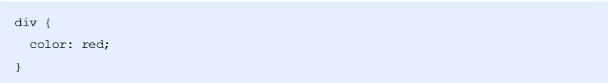 div {
  color: red;
}